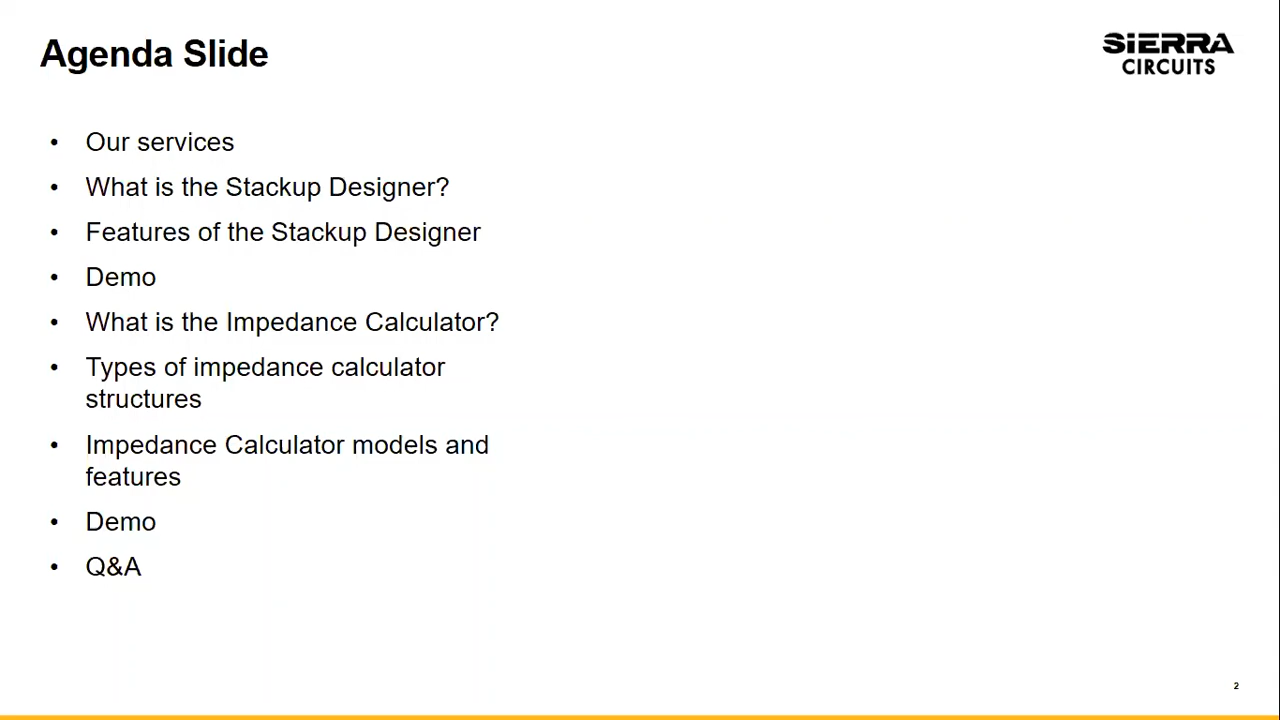 Agenda Slide
SIERRA
CIRCUITS
• Our services
• What is the Stackup Designer?
• Features of the Stackup Designer
• Demo
• What is the Impedance Calculator?
• Types of impedance calculator
structures
• Impedance Calculator models and
features
• Demo
• Q&A
2